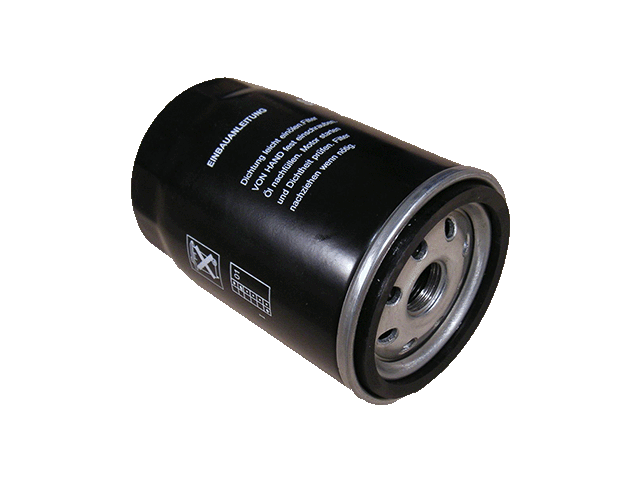 EINBAUANLEITUNG
Dichtung leicht einölen Filter
VON HAND fest einschrauben
Öl nachfüllen, Motor starten
und Dichtheit prüfen, Filter
nachziehen wenn nötig.
01